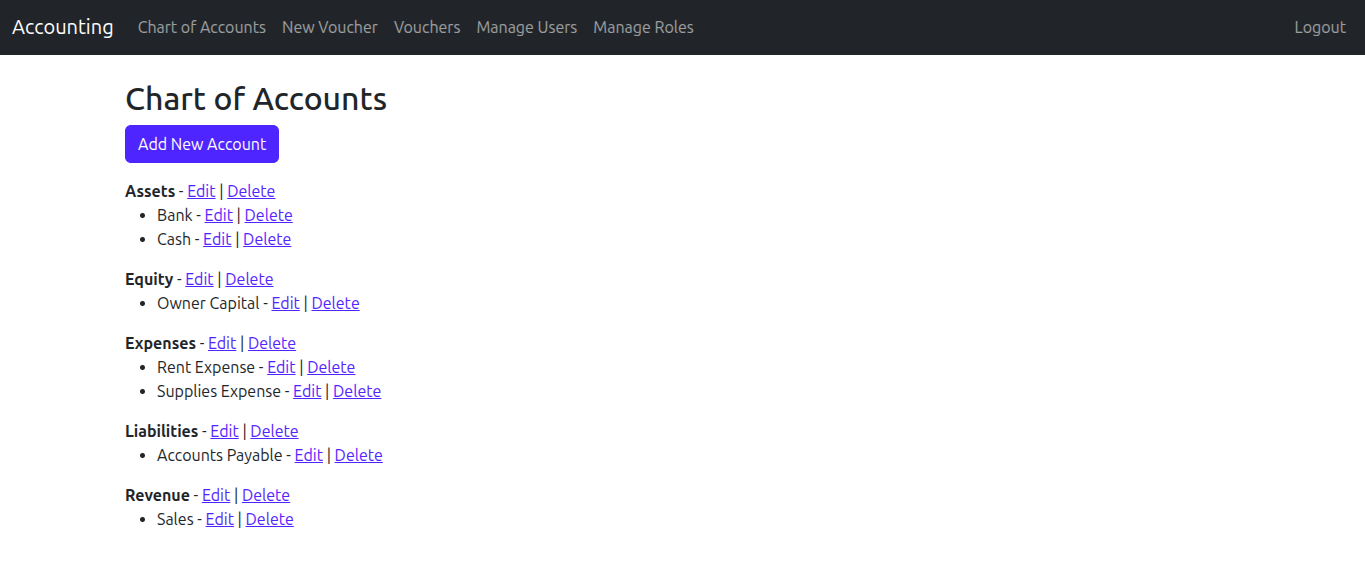 Accounting Chart of Accounts New Voucher Vouchers Manage Users Manage Roles Logout
Chart of Accounts
Add New Account
Assets - Edit | Delete
• Bank - Edit | Delete
• Cash - Edit | Delete
Equity - Edit | Delete
• Owner Capital - Edit | Delete
Expenses - Edit | Delete
• Rent Expense - Edit | Delete
• Supplies Expense - Edit | Delete
Liabilities - Edit | Delete
• Accounts Payable - Edit | Delete
Revenue - Edit | Delete
• Sales - Edit | Delete